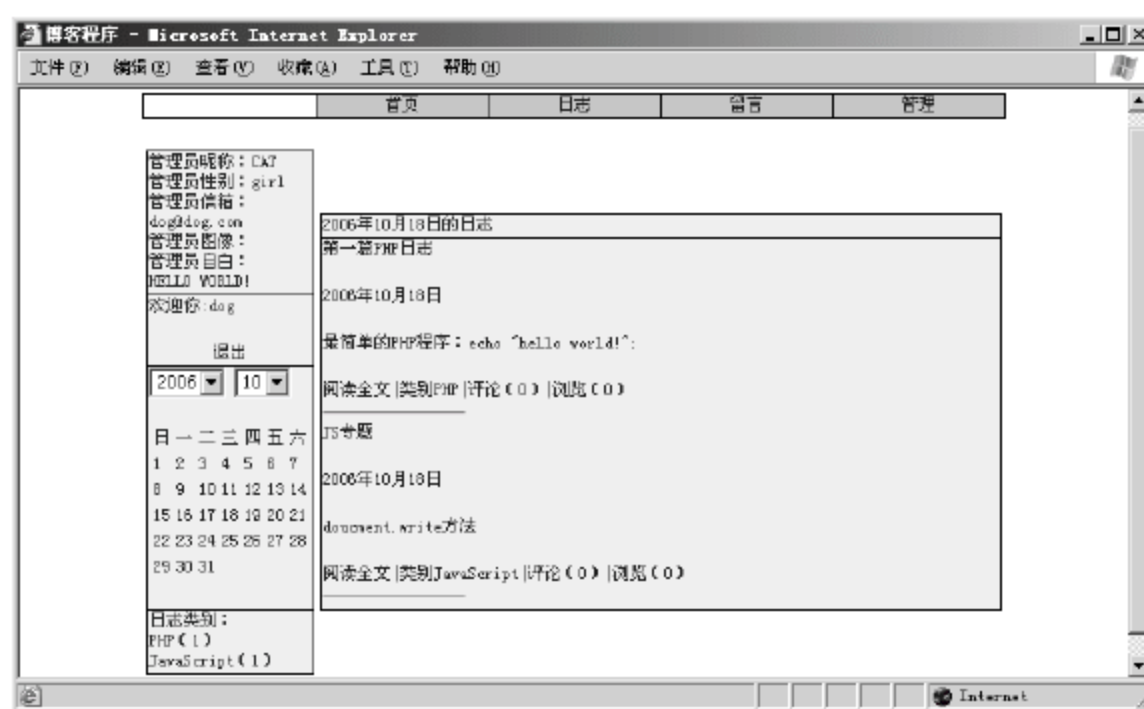 博客程序 - Microsoft Internet Explorer
文件(F) 编辑(E) 查看(V) 收藏(A) 工具(T) 帮助(H)
首页 日志 留言 管理
管理员昵称：CAT
管理员性别：girl
管理员信箱：
dog@dog.com
管理员图像：
管理员自白：
HELLO WORLD!
欢迎你:dog
退出
2006 10
日 一 二 三 四 五 六
1 2 3 4 5 6 7
8 9 10 11 12 13 14
15 16 17 18 19 20 21
22 23 24 25 26 27 28
29 30 31
日志类别：
PHP(1)
JavaScript(1)
2006年10月18日的日志
第一篇PHP日志
2006年10月18日
最简单的PHP程序：echo "hello world!";
阅读全文|类别PHP|评论(0)|浏览(0)
JS专题
2006年10月18日
doucment.write方法
阅读全文|类别JavaScript|评论(0)|浏览(0)
Internet